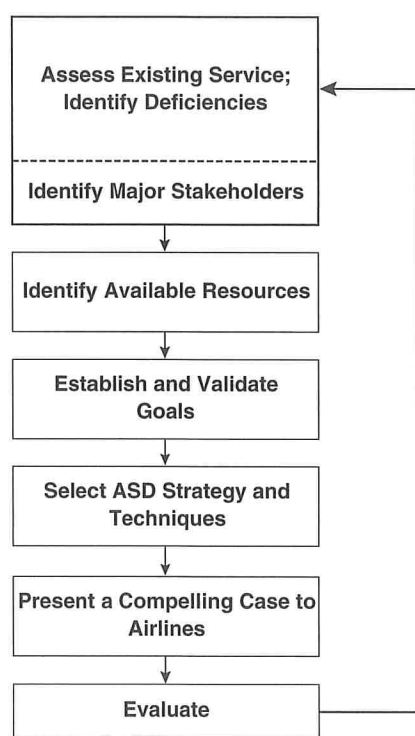 Assess Existing Service;
Identify Deficiencies
Identify Major Stakeholders
Identify Available Resources
Establish and Validate
Goals
Select ASD Strategy and
Techniques
Present a Compelling Case to
Airlines
Evaluate